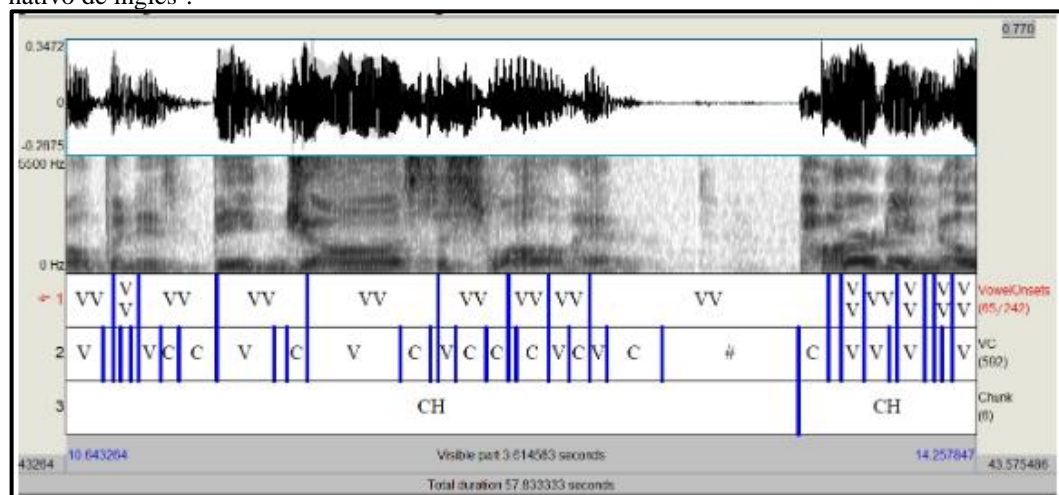 nativo de inglês".
0.770
0.3472
0
-0.2875
5500 Hz
0 Hz
1 VV V V VV VV VV VV VV VV VV V V VV V V V V V V VowelOnsets
(65/242)
2 V V C C V C V C V C C C V C V C # C V V V V VC
(592)
3 CH CH Chunk
(6)
43264 10.643264 Visible part 3.614583 seconds 14.257847 43.575486
Total duration 57.833333 seconds